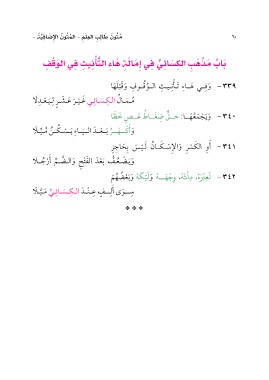 ٦٠ مُتُونُ طَالِبِ العِلْمِ - المُتُونُ الإِضَافِيَّةُ -
بَابُ مَذْهَبِ الكِسَائِيِّ فِي إِمَالَةِ هَاءِ التَّأْنِيثِ فِي الوَقْفِ
٣٣٩ - وَفِي هَاءِ تَأْنِيثِ الوُقُوفِ وَقَبْلَهَا
مُمَالُ الكِسَائِي غَيْرَ عَشْرٍ لِيَعْدِلَا
٣٤٠ - وَيَجْمَعُهَا: حَقٌّ ضِغَاطُ عَصٍ خَظَا
وَأَكْهَرُ بَعْدَ اليَاءِ يَسْكُنُ مُيِّلَا
٣٤١ - أَوِ الكَسْرِ وَالإِسْكَانُ لَيْسَ بِحَاجِزٍ
وَيَضْعُفُ بَعْدَ الفَتْحِ وَالضَّمِّ أَرْجُلَا
٣٤٢ - لَعِبْرَهْ، مِائَهْ، وِجْهَهْ وَلَيْكَهْ وَبَعْضُهُمْ
سِوَى أَلِفٍ عِنْدَ الكِسَائِيِّ مَيَّلَا